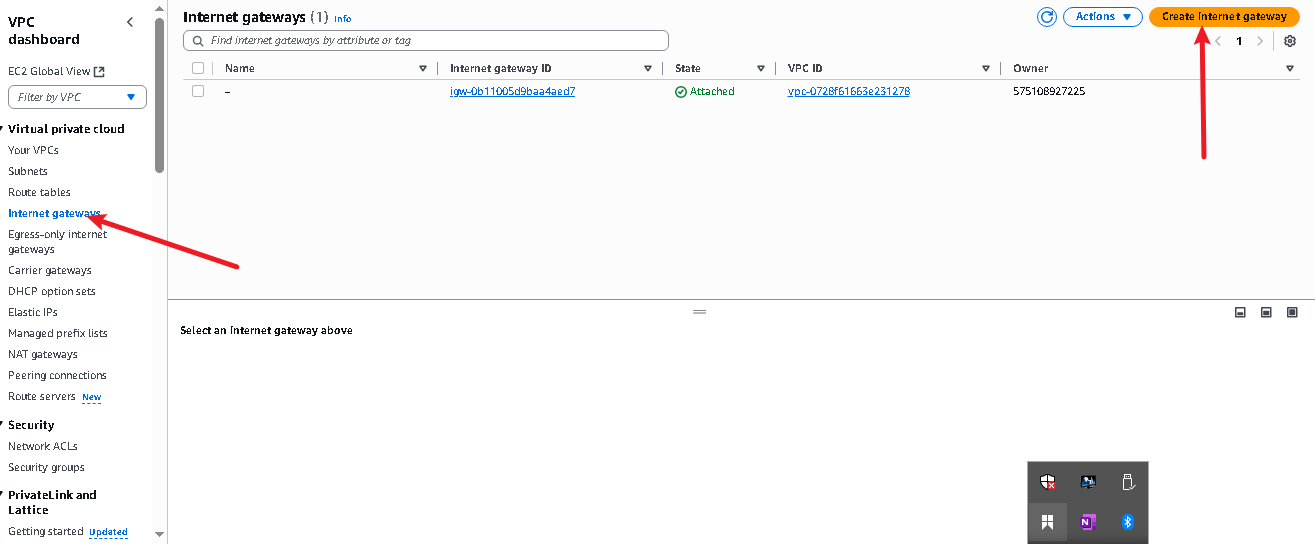 VPC
dashboard
EC2 Global View
Filter by VPC
Virtual private cloud
Your VPCs
Subnets
Route tables
Internet gateways
Egress-only internet
gateways
Carrier gateways
DHCP option sets
Elastic IPs
Managed prefix lists
NAT gateways
Peering connections
Route servers New
Security
Network ACLs
Security groups
PrivateLink and
Lattice
Getting started Updated
Internet gateways (1) Info
Actions
Create internet gateway
Find internet gateways by attribute or tag
1
Name Internet gateway ID State VPC ID Owner
– igw-0b11005d9baa4aed7 Attached vpc-0728f61663e231278 575108927225
Select an internet gateway above
N